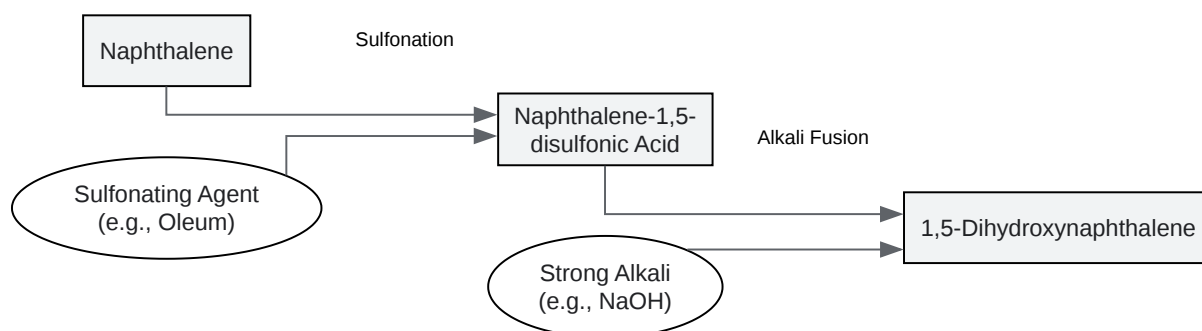 Naphthalene
Sulfonation
Naphthalene-1,5-
disulfonic Acid
Alkali Fusion
Sulfonating Agent
(e.g., Oleum)
1,5-Dihydroxynaphthalene
Strong Alkali
(e.g., NaOH)